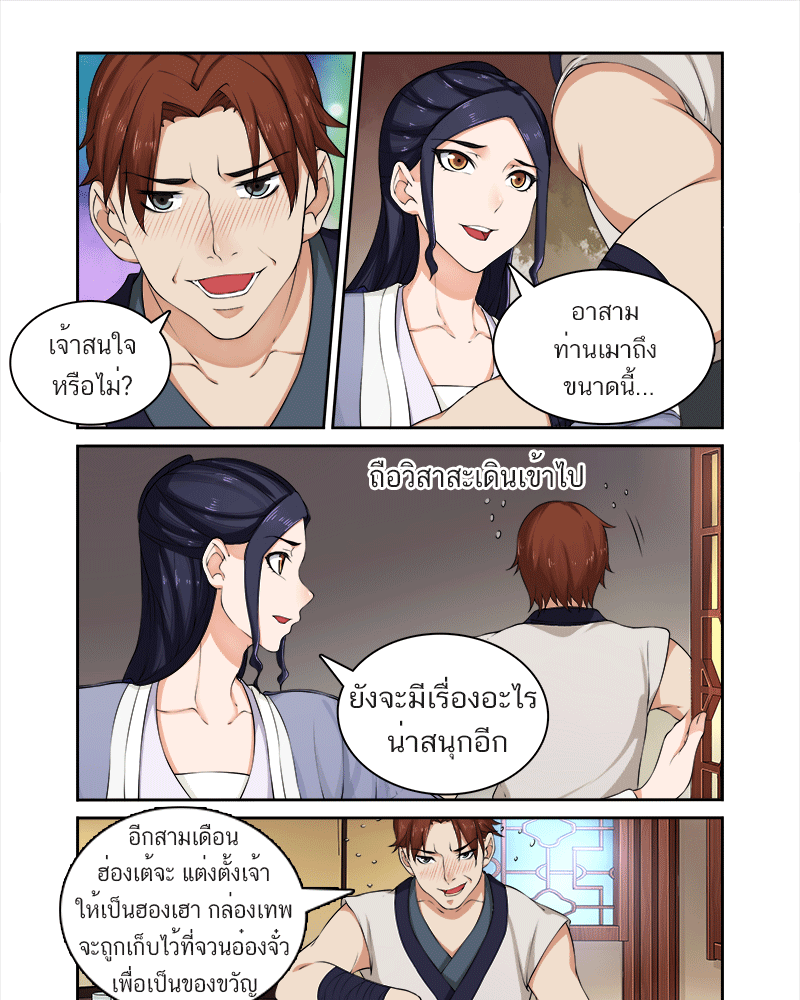 เจ้าสนใจ
หรือไม่?
อาสาม
ท่านเมาถึง
ขนาดนี้...
ถือวิสาสะเดินเข้าไป
ยังจะมีเรื่องอะไร
น่าสนุกอีก
อีกสามเดือน
ฮ่องเต้จะ แต่งตั้งเจ้า
ให้เป็นฮองเฮา กล่องเทพ
จะถูกเก็บไว้ที่จวนอ๋องจิ๋ว
เพื่อเป็นของขวัญ